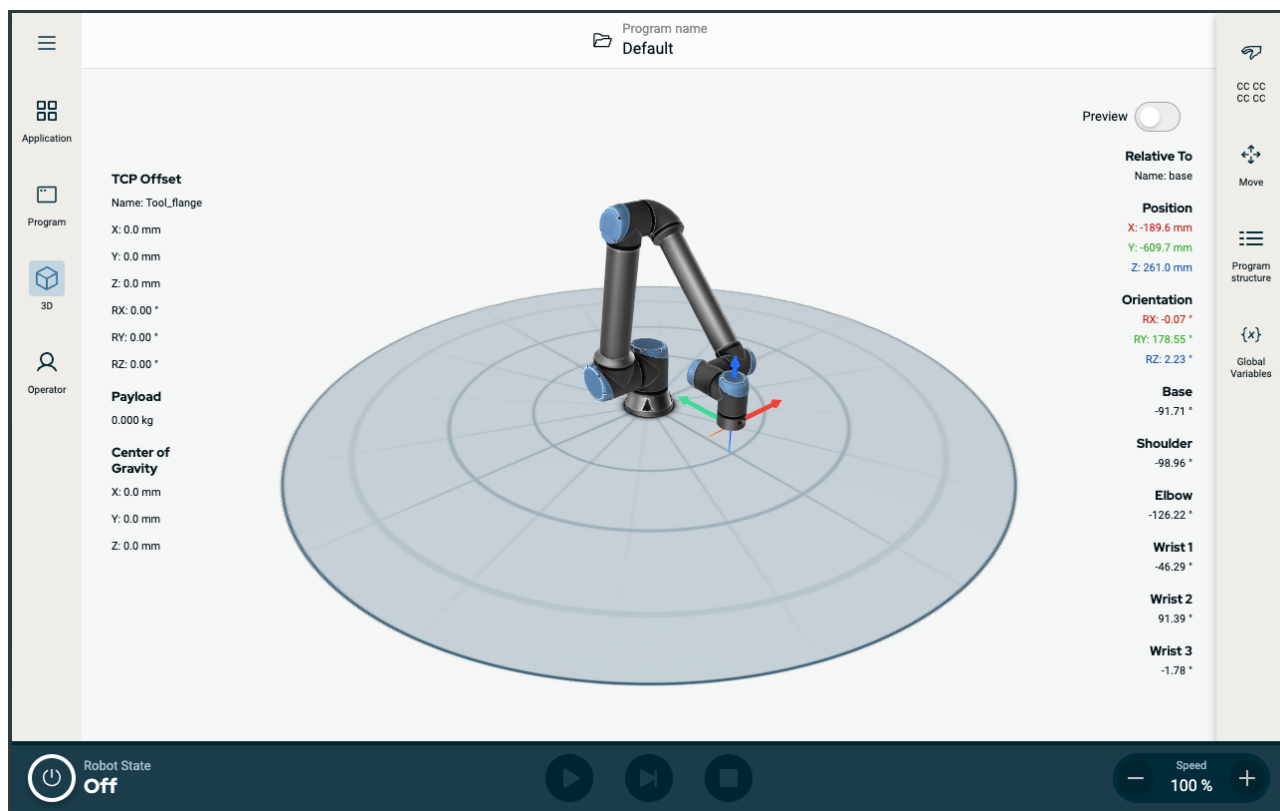 Program name
Default
Application
Program
3D
Operator
TCP Offset
Name: Tool_flange
X: 0.0 mm
Y: 0.0 mm
Z: 0.0 mm
RX: 0.00 °
RY: 0.00 °
RZ: 0.00 °
Payload
0.000 kg
Center of
Gravity
X: 0.0 mm
Y: 0.0 mm
Z: 0.0 mm
Preview
Relative To
Name: base
Position
X: -189.6 mm
Y: -609.7 mm
Z: 261.0 mm
Orientation
RX: -0.07 °
RY: 178.55 °
RZ: 2.23 °
Base
-91.71 °
Shoulder
-98.96 °
Elbow
-126.22 °
Wrist 1
-46.29 °
Wrist 2
91.39 °
Wrist 3
-1.78 °
CC CC
CC CC
Move
Program
structure
{x}
Global
Variables
Robot State
Off
Speed
100 %